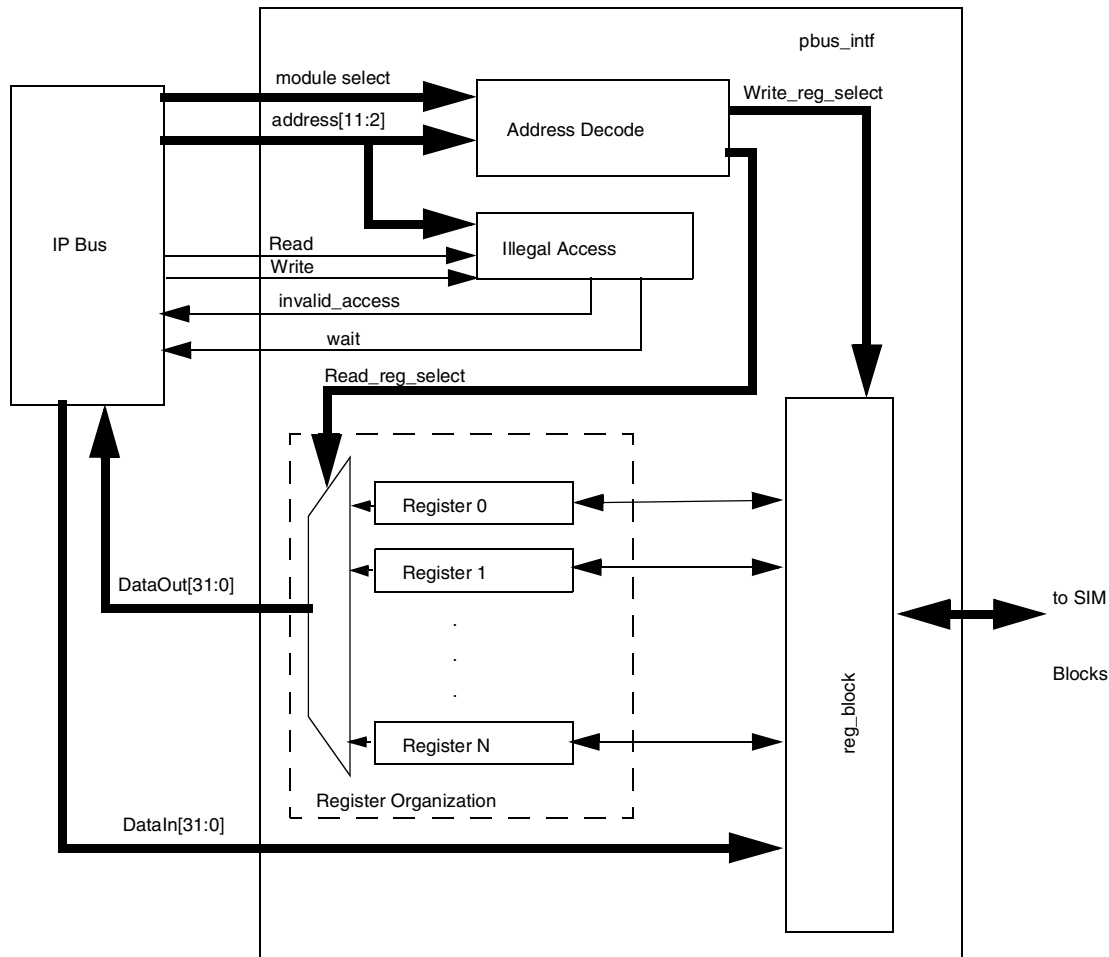 pbus_intf
module select
Write_reg_select
address[11:2]
Address Decode
IP Bus
Read
Illegal Access
Write
invalid_access
wait
Read_reg_select
Register 0
Register 1
DataOut[31:0]
.
.
.
to SIM
Blocks
reg_block
Register N
Register Organization
DataIn[31:0]